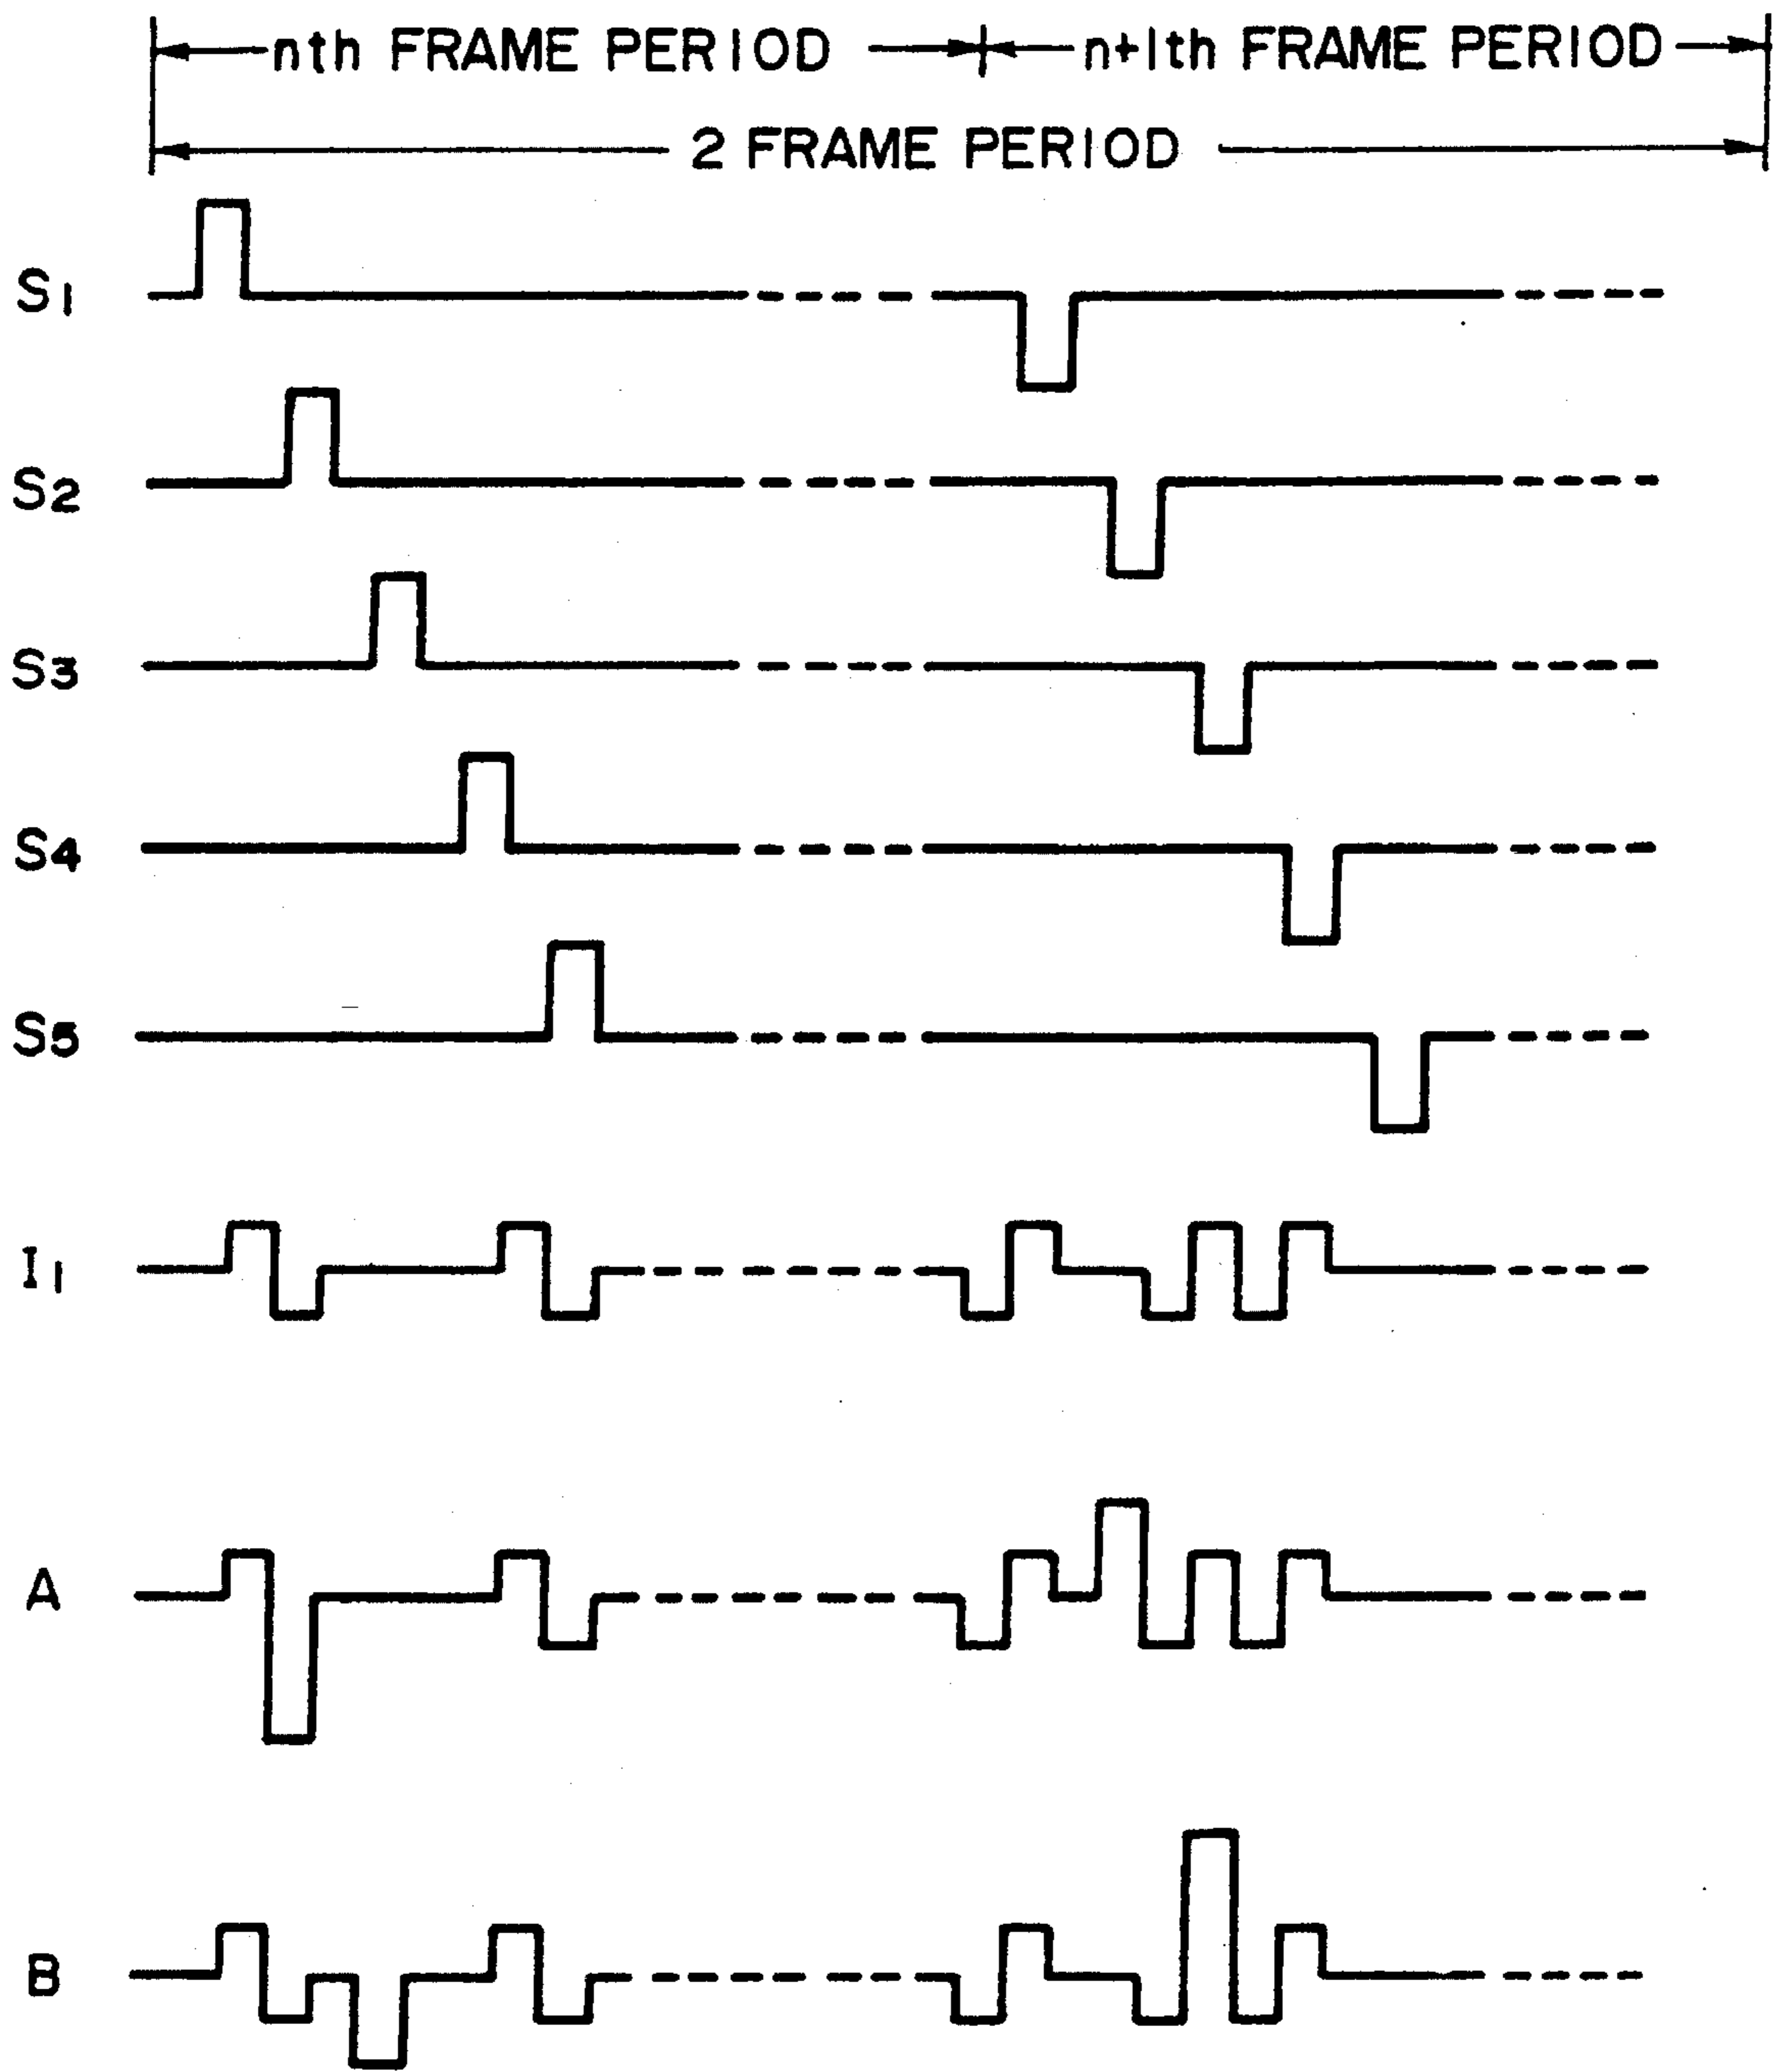 nth FRAME PERIOD n+1th FRAME PERIOD
2 FRAME PERIOD
S1
S2
S3
S4
S5
I1
A
B